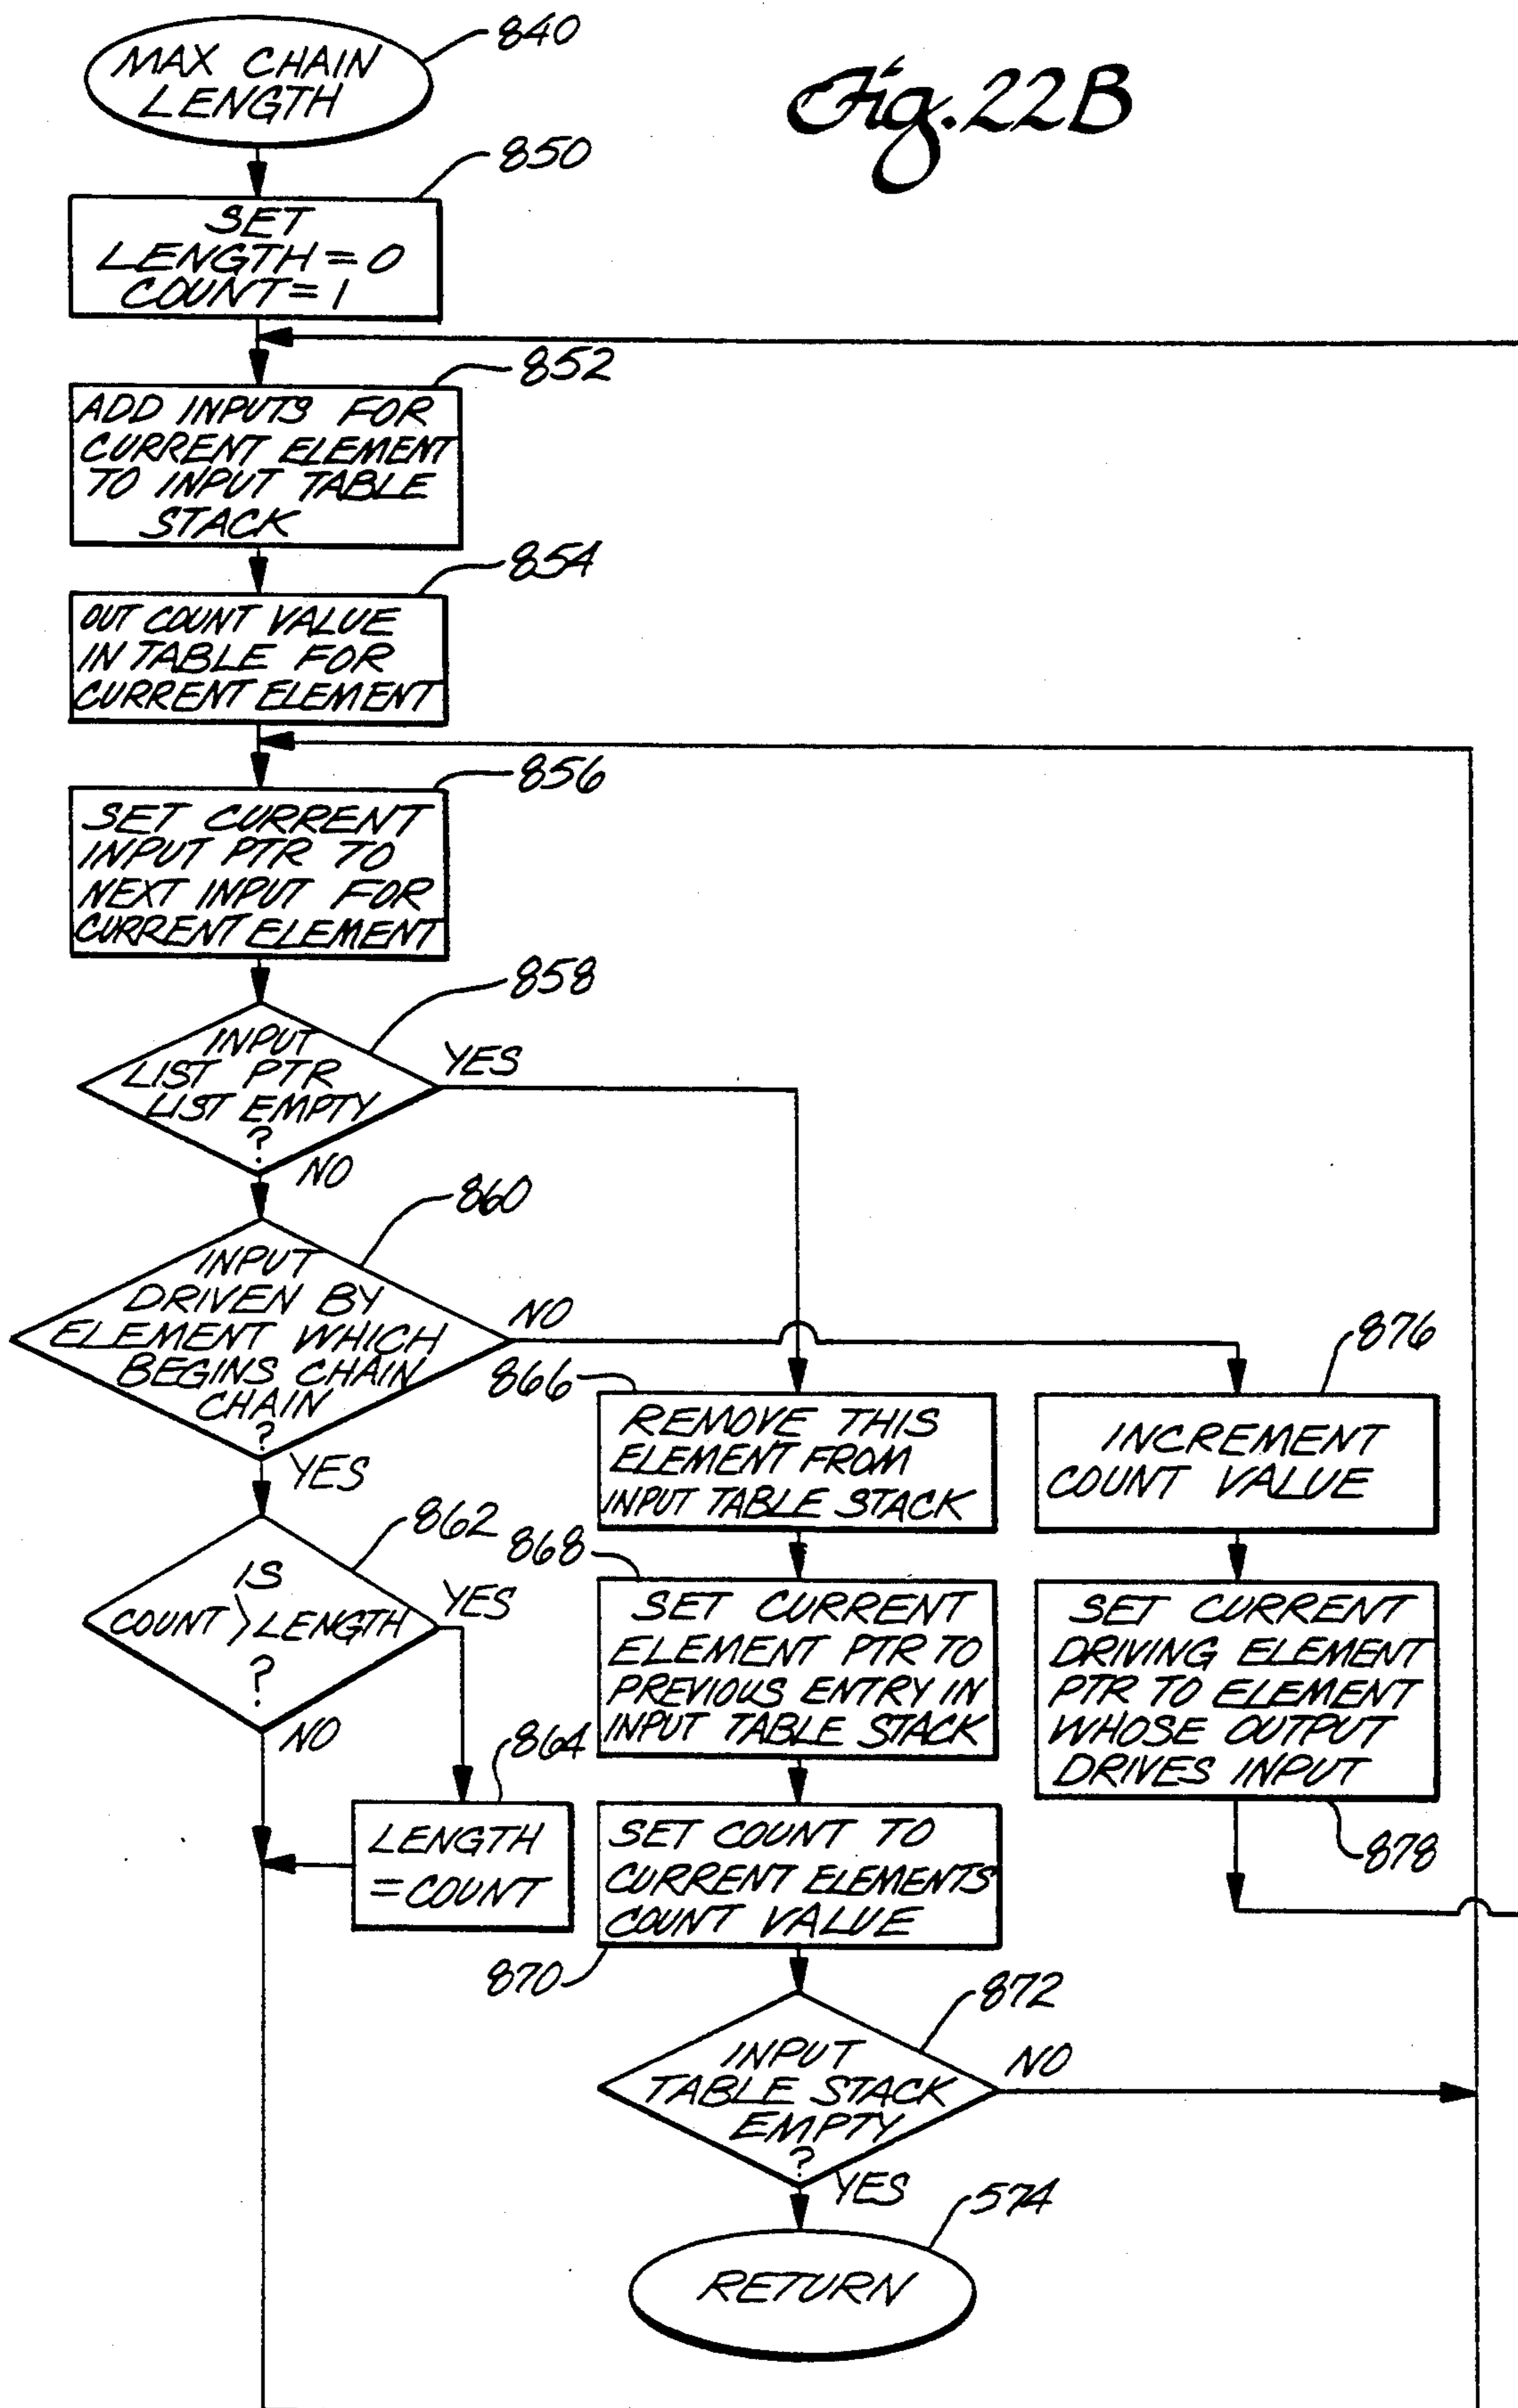 MAX CHAIN
LENGTH
840
Fig. 22B
850
SET
LENGTH = 0
COUNT = 1
852
ADD INPUTS FOR
CURRENT ELEMENT
TO INPUT TABLE
STACK
854
OUT COUNT VALUE
IN TABLE FOR
CURRENT ELEMENT
856
SET CURRENT
INPUT PTR TO
NEXT INPUT FOR
CURRENT ELEMENT
858
INPUT
LIST PTR
LIST EMPTY
?
YES
NO
860
INPUT
DRIVEN BY
ELEMENT WHICH
BEGINS CHAIN
CHAIN
?
NO
YES
862
IS
COUNT > LENGTH
?
YES
NO
864
LENGTH
= COUNT
866
REMOVE THIS
ELEMENT FROM
INPUT TABLE STACK
868
SET CURRENT
ELEMENT PTR TO
PREVIOUS ENTRY IN
INPUT TABLE STACK
SET COUNT TO
CURRENT ELEMENTS
COUNT VALUE
870
872
INPUT
TABLE STACK
EMPTY
?
NO
YES
574
RETURN
876
INCREMENT
COUNT VALUE
SET CURRENT
DRIVING ELEMENT
PTR TO ELEMENT
WHOSE OUTPUT
DRIVES INPUT
878